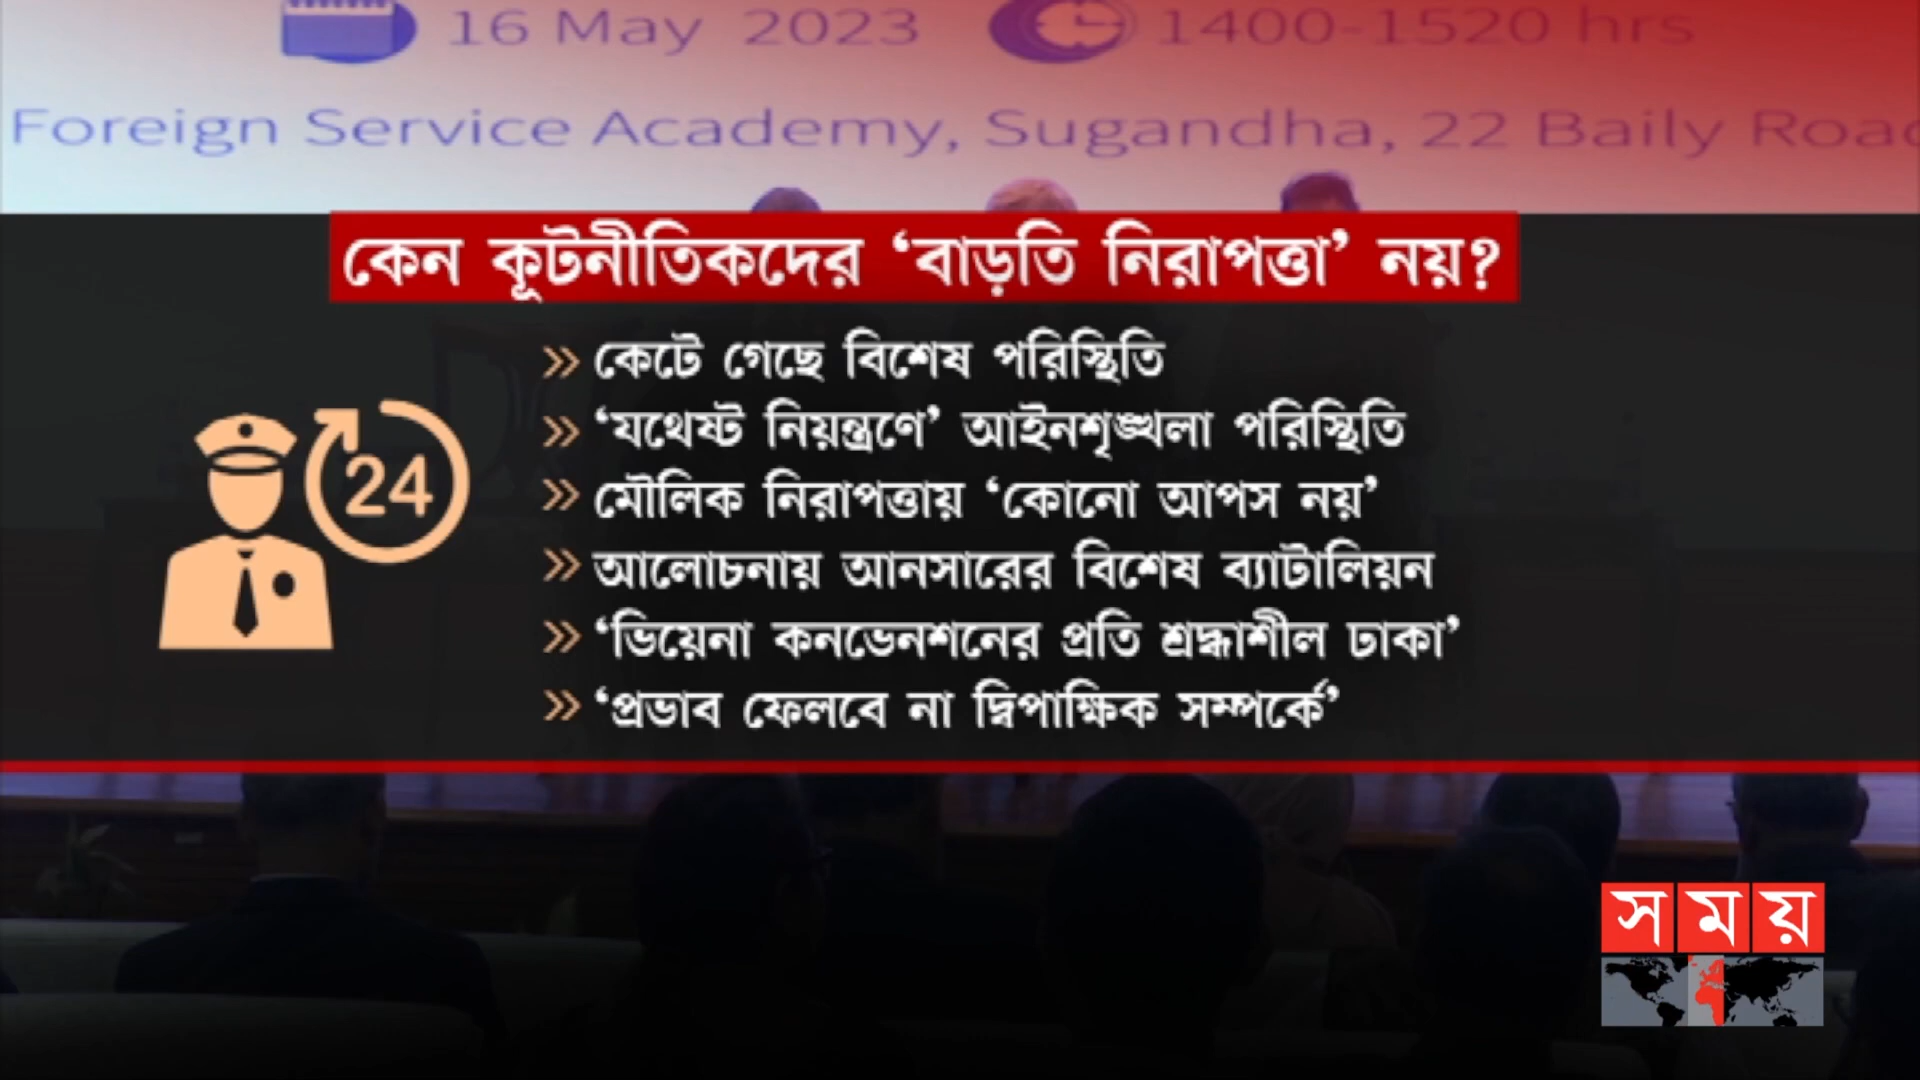 16 May 2023 1400-1520 hrs
Foreign Service Academy, Sugandha, 22 Baily Road
কেন কূটনীতিকদের ‘বাড়তি নিরাপত্তা’ নয়?
» কেটে গেছে বিশেষ পরিস্থিতি
» ‘যথেষ্ট নিয়ন্ত্রণে’ আইনশৃঙ্খলা পরিস্থিতি
» মৌলিক নিরাপত্তায় ‘কোনো আপস নয়’
» আলোচনায় আনসারের বিশেষ ব্যাটালিয়ন
» ‘ভিয়েনা কনভেনশনের প্রতি শ্রদ্ধাশীল ঢাকা’
» ‘প্রভাব ফেলবে না দ্বিপাক্ষিক সম্পর্কে’
24
সময়